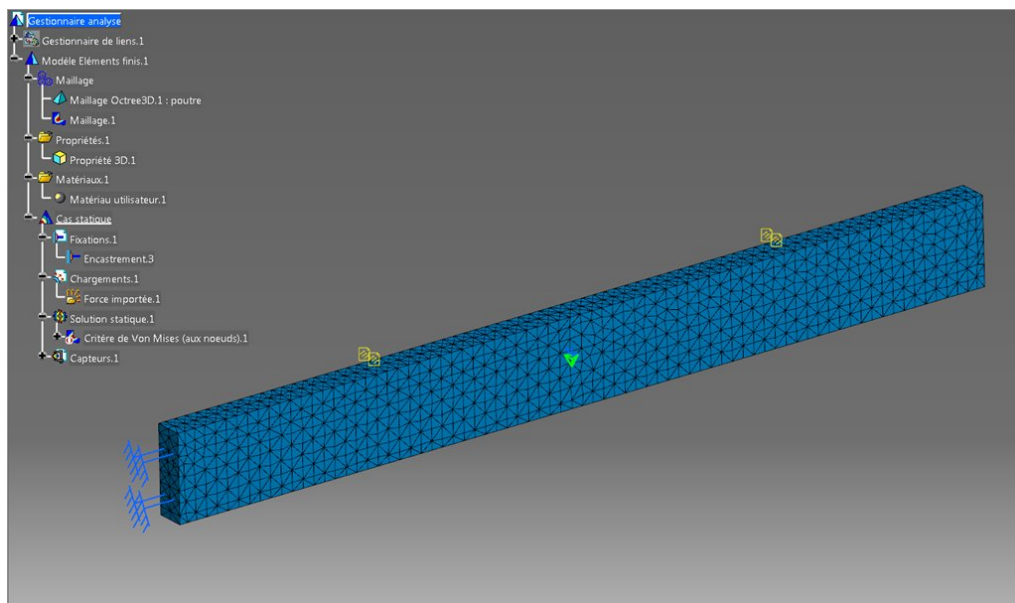 Gestionnaire analyse
Gestionnaire de liens.1
Modèle Eléments finis.1
Maillage
Maillage Octree3D.1 : poutre
Maillage.1
Propriétés.1
Propriété 3D.1
Matériaux.1
Matériau utilisateur.1
Cas statique
Fixations.1
Encastrement.3
Chargements.1
Force importée.1
Solution statique.1
Critère de Von Mises (aux noeuds).1
Capteurs.1